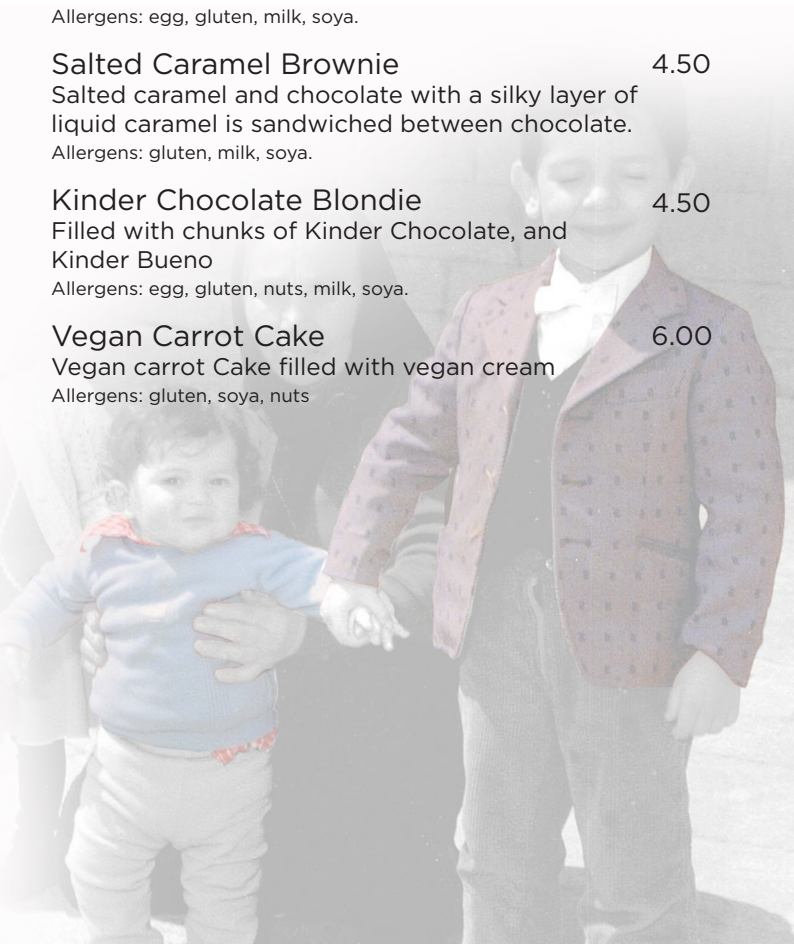 Allergens: egg, gluten, milk, soya.
Salted Caramel Brownie 4.50
Salted caramel and chocolate with a silky layer of
liquid caramel is sandwiched between chocolate.
Allergens: gluten, milk, soya.
Kinder Chocolate Blondie 4.50
Filled with chunks of Kinder Chocolate, and
Kinder Bueno
Allergens: egg, gluten, nuts, milk, soya.
Vegan Carrot Cake 6.00
Vegan carrot Cake filled with vegan cream
Allergens: gluten, soya, nuts